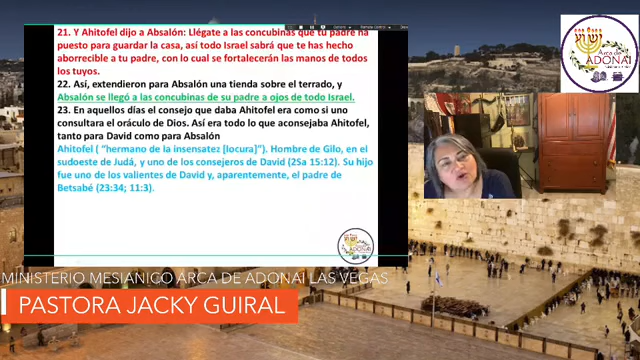 21. Y Ahitofel dijo a Absalón: Llégate a las concubinas que tu padre ha
puesto para guardar la casa, así todo Israel sabrá que te has hecho
aborrecible a tu padre, con lo cual se fortalecerán las manos de todos
los tuyos.
22. Así, extendieron para Absalón una tienda sobre el terrado, y
Absalón se llegó a las concubinas de su padre a ojos de todo Israel.
23. En aquellos días el consejo que daba Ahitofel era como si uno
consultara el oráculo de Dios. Así era todo lo que aconsejaba Ahitofel,
tanto para David como para Absalón
Ahitofel ( “hermano de la insensatez [locura]”). Hombre de Gilo, en el
sudoeste de Judá, y uno de los consejeros de David (2Sa 15:12). Su hijo
fue uno de los valientes de David y, aparentemente, el padre de
Betsabé (23:34; 11:3).
Arca de
ADONAI
MINISTERIO MESIANICO ARCA DE ADONAI LAS VEGAS
PASTORA JACKY GUIRAL